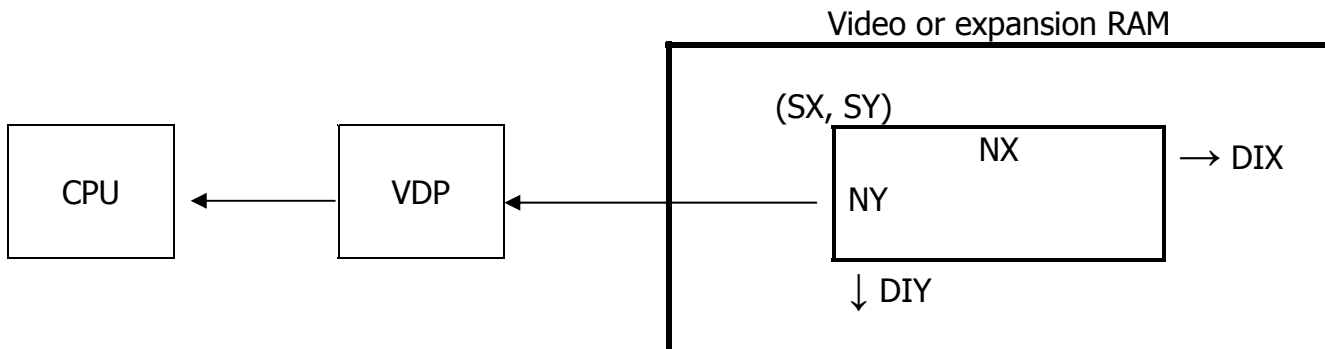 Video or expansion RAM
(SX, SY)
CPU
VDP
NX
→ DIX
NY
↓ DIY